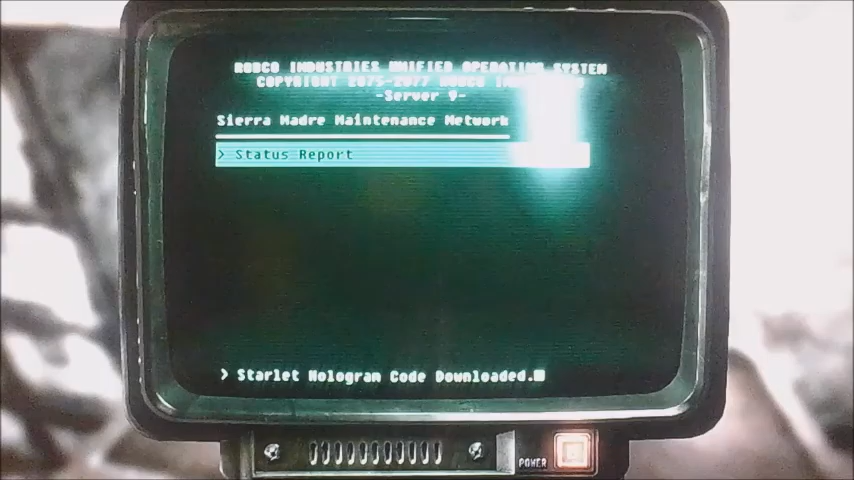 ROBCO INDUSTRIES UNIFIED OPERATING SYSTEM
COPYRIGHT 2075-2077 ROBCO
-Server 9-
Sierra Madre Maintenance Network
> Status Report
> Starlet Hologram Code Downloaded.
POWER